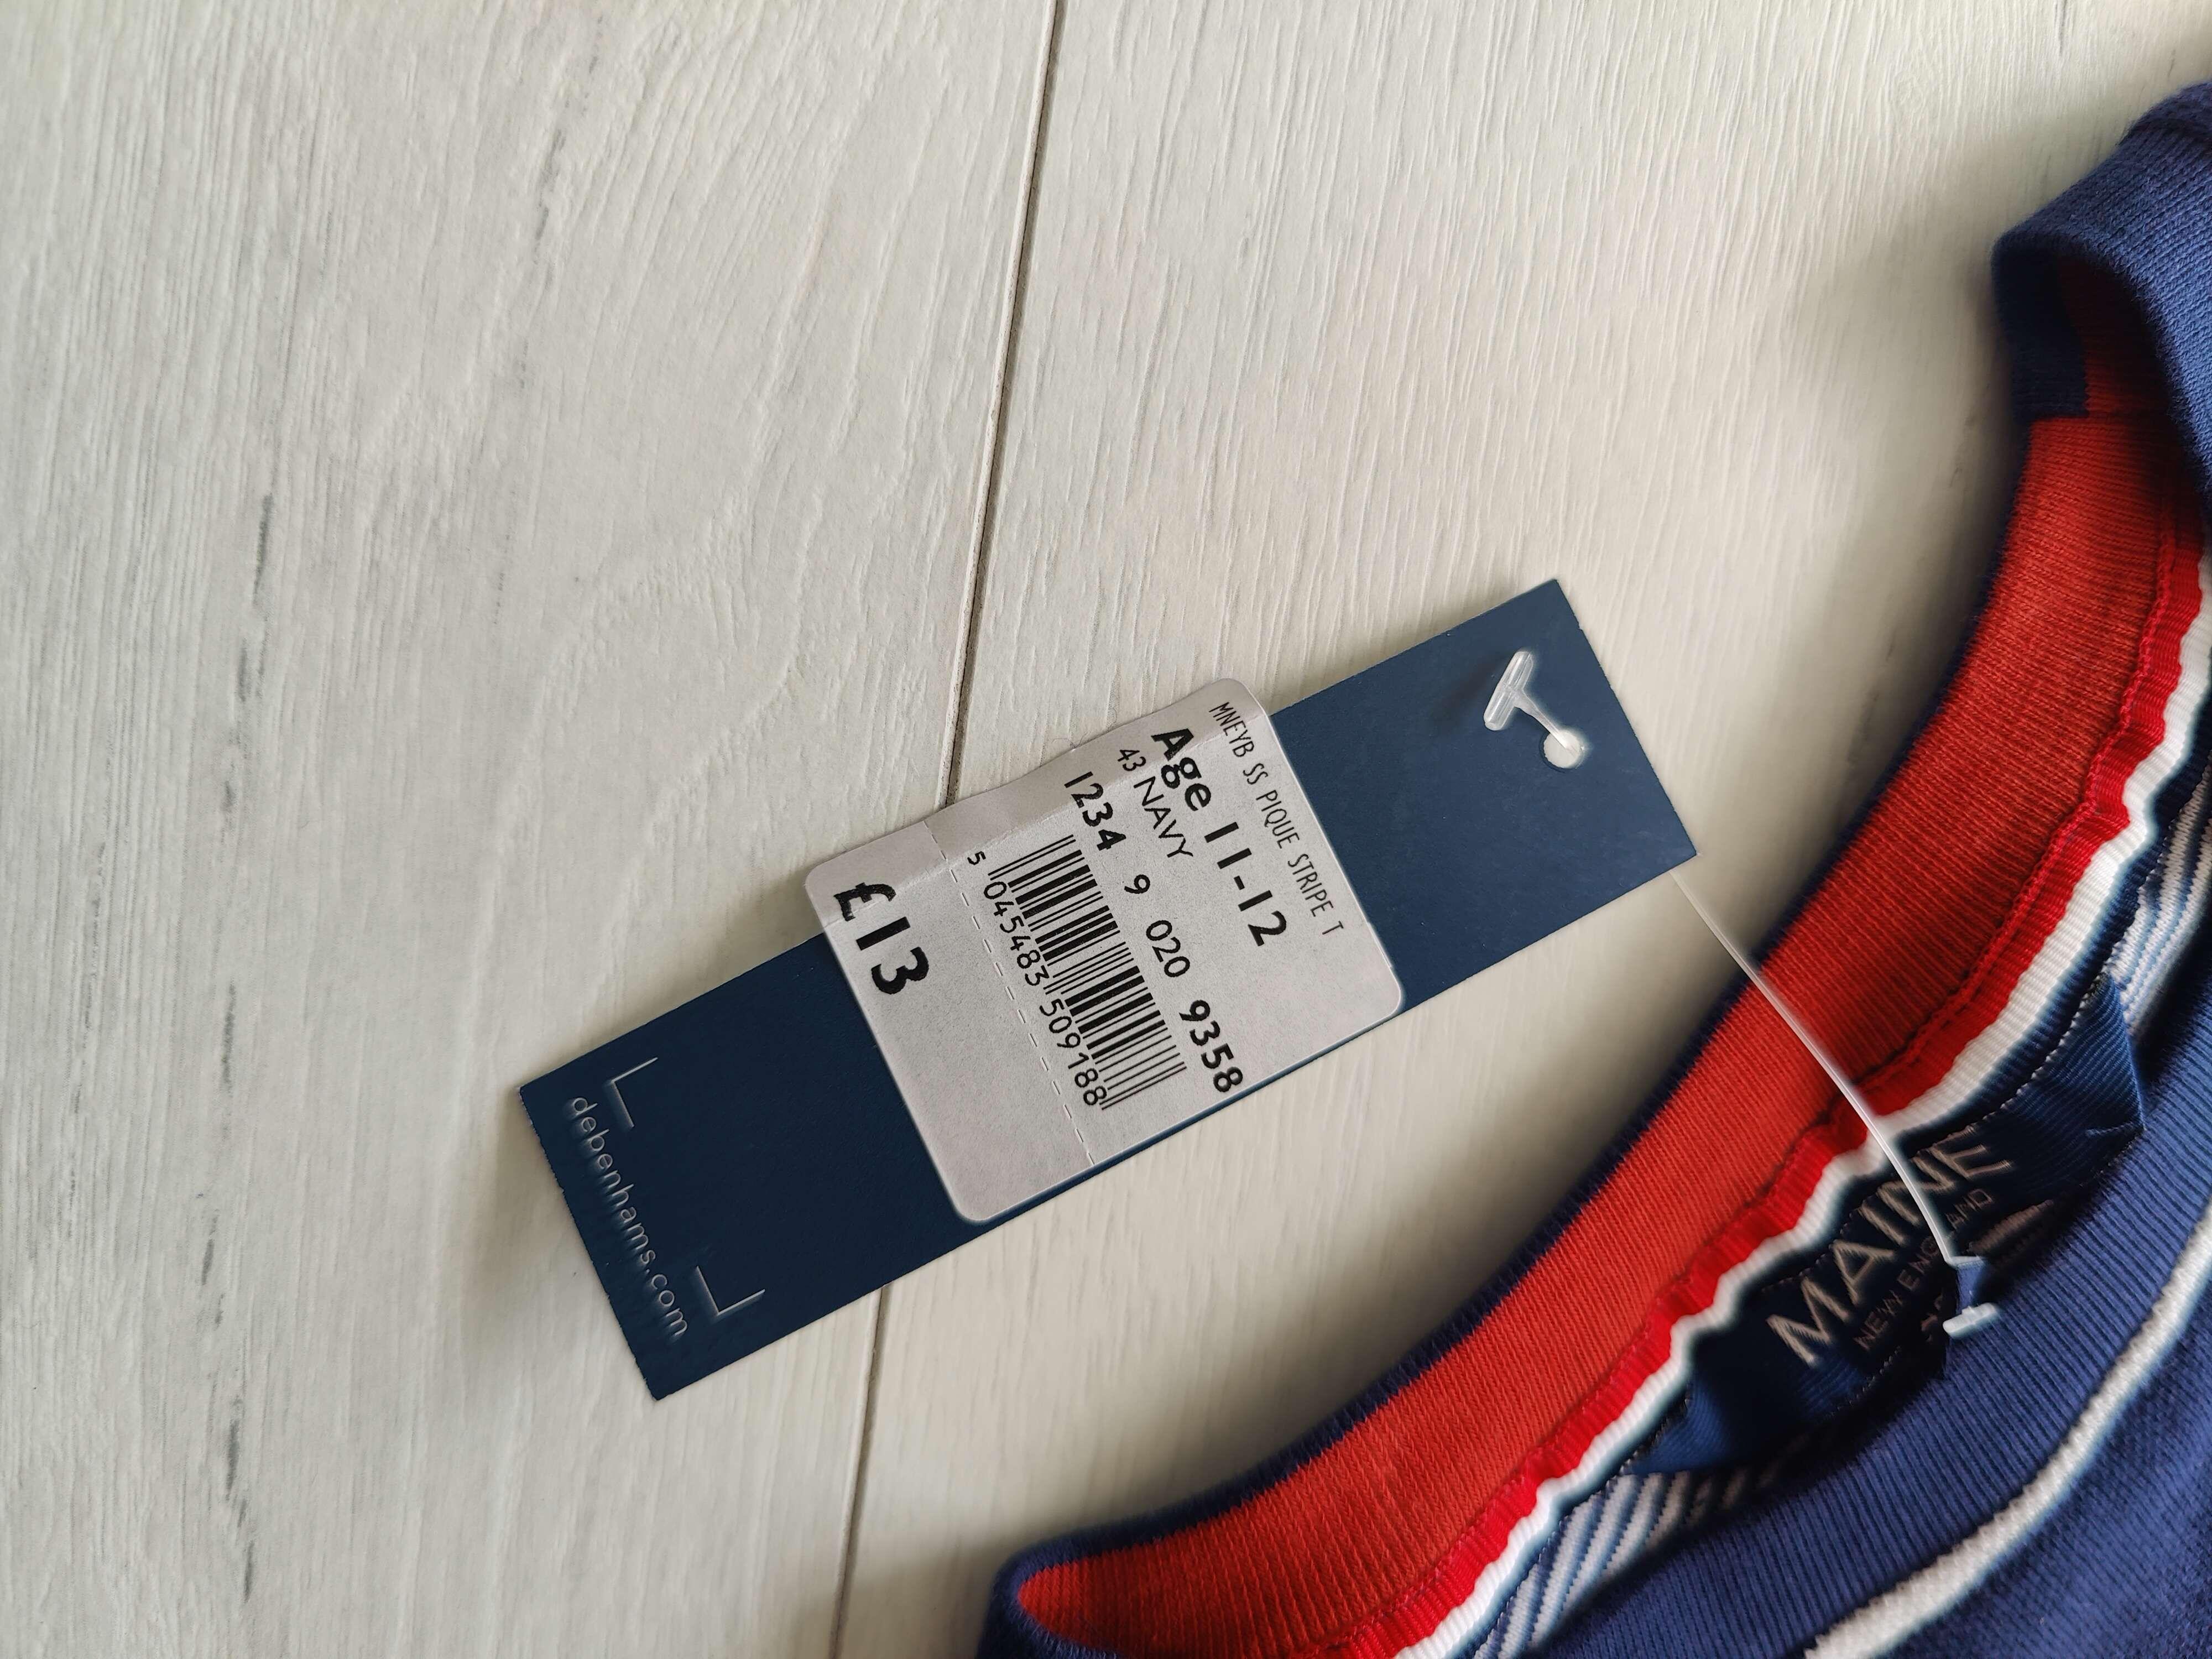 MNEYB SS PIQUE STRIPE T
Age 11-12
43 NAVY
1234 9 020 9358
5 045483 509188
£13
debenhams.com
MAINE
NEW ENGLAND